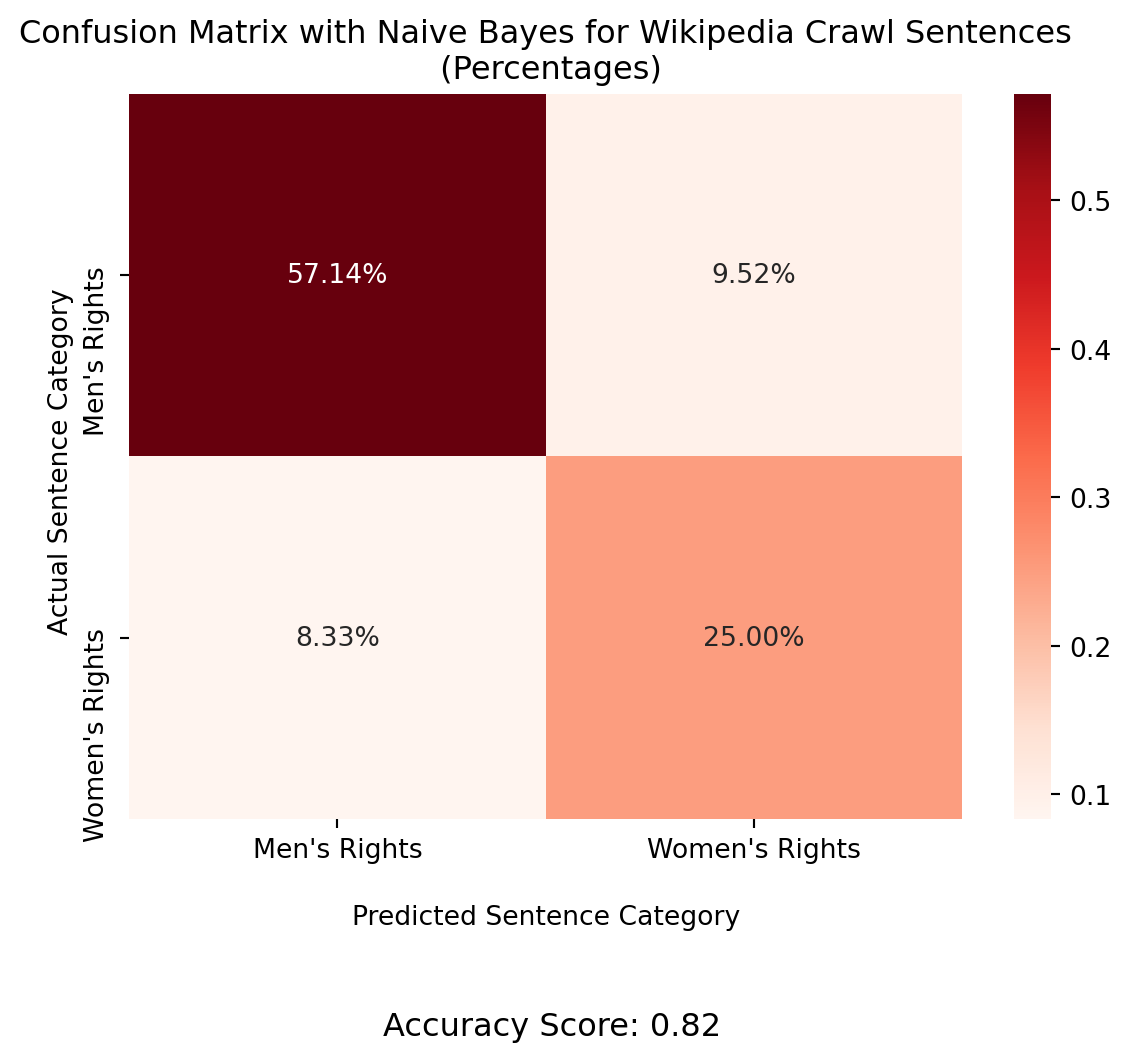 Confusion Matrix with Naive Bayes for Wikipedia Crawl Sentences
(Percentages)
Actual Sentence Category
Men's Rights
Women's Rights
57.14%
9.52%
8.33%
25.00%
Men's Rights
Women's Rights
Predicted Sentence Category
0.5
0.4
0.3
0.2
0.1
Accuracy Score: 0.82